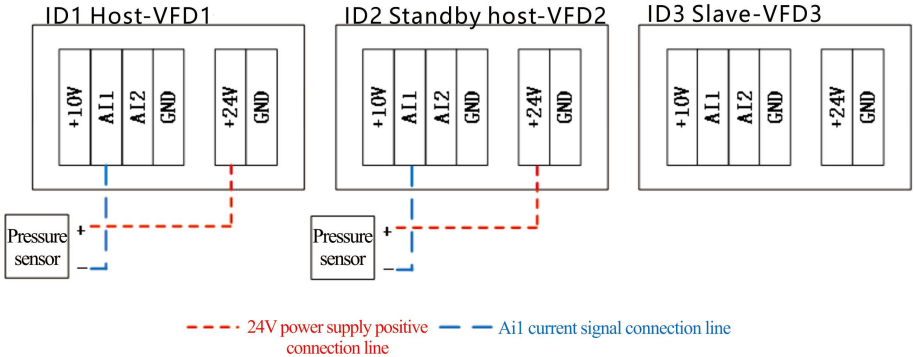 ID1 Host-VFD1
ID2 Standby host-VFD2
ID3 Slave-VFD3
+10V AI1 AI2 GND +24V GND
+10V AI1 AI2 GND +24V GND
+10V AI1 AI2 GND +24V GND
Pressure +
sensor −
Pressure +
sensor −
24V power supply positive
connection line
Ai1 current signal connection line